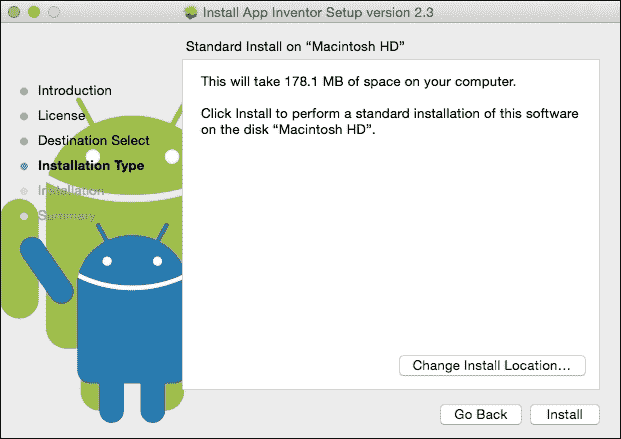 Install App Inventor Setup version 2.3
Standard Install on “Macintosh HD”
Introduction
License
Destination Select
Installation Type
Installation
Summary
This will take 178.1 MB of space on your computer.
Click Install to perform a standard installation of this software
on the disk “Macintosh HD”.
Change Install Location...
Go Back
Install